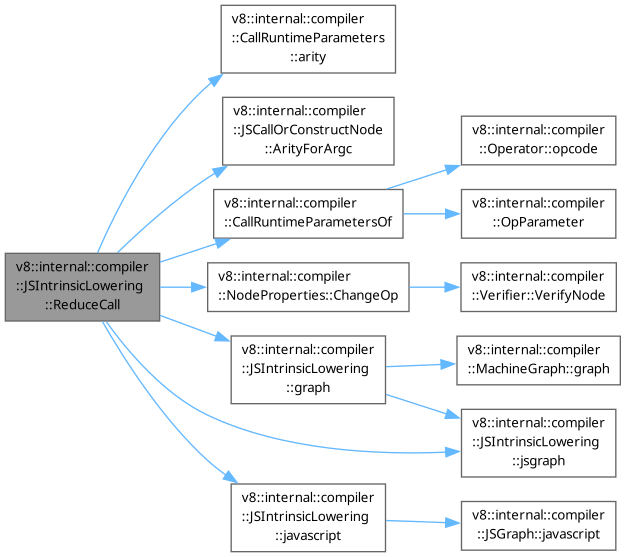 v8::internal::compiler
::CallRuntimeParameters
::arity
v8::internal::compiler
::JSCallOrConstructNode
::ArityForArgc
v8::internal::compiler
::Operator::opcode
v8::internal::compiler
::CallRuntimeParametersOf
v8::internal::compiler
::OpParameter
v8::internal::compiler
::JSIntrinsicLowering
::ReduceCall
v8::internal::compiler
::NodeProperties::ChangeOp
v8::internal::compiler
::Verifier::VerifyNode
v8::internal::compiler
::JSIntrinsicLowering
::graph
v8::internal::compiler
::MachineGraph::graph
v8::internal::compiler
::JSIntrinsicLowering
::jsgraph
v8::internal::compiler
::JSIntrinsicLowering
::javascript
v8::internal::compiler
::JSGraph::javascript